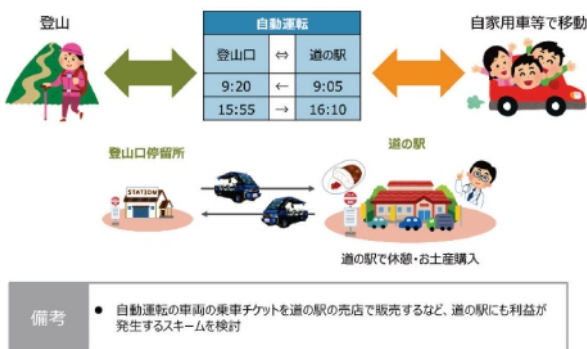 登山
自動運転
自家用車等で移動
登山口 ⇔ 道の駅
9:20 ← 9:05
15:55 → 16:10
登山口停留所
道の駅
STATION
道の駅で休憩・お土産購入
備考
● 自動運転の車両の乗車チケットを道の駅の売店で販売するなど、道の駅にも利益が
発生するスキームを検討